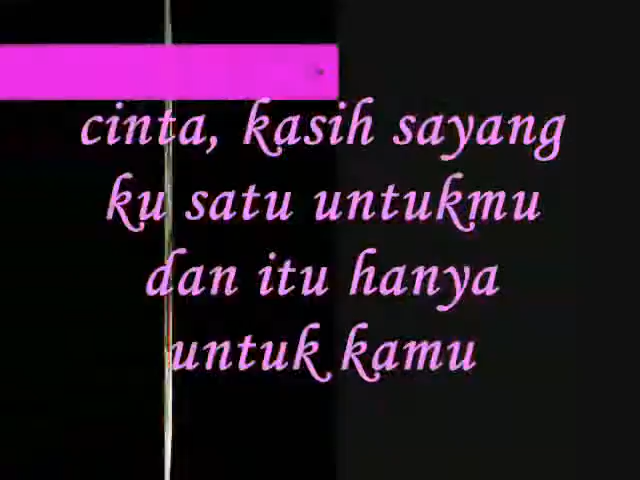 cinta, kasih sayang
ku satu untukmu
dan itu hanya
untuk kamu